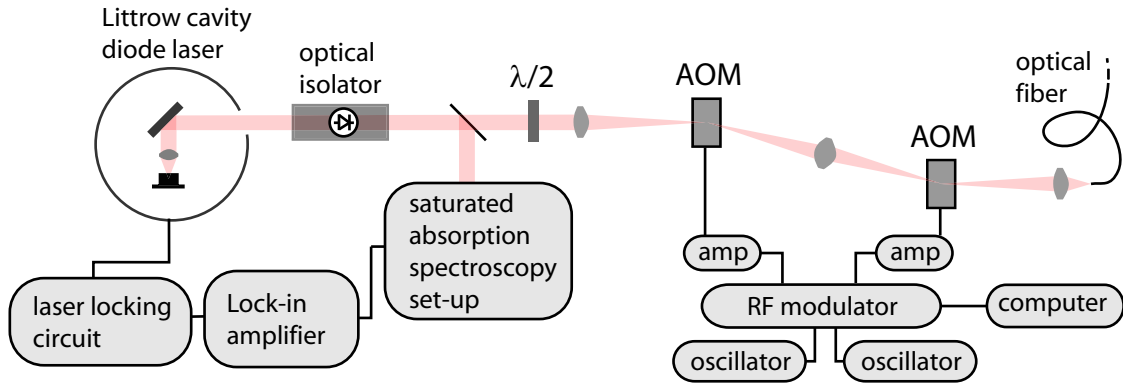 Littrow cavity
diode laser
optical
isolator
λ/2
AOM
optical
fiber
AOM
saturated
absorption
spectroscopy
set-up
amp
amp
laser locking
circuit
Lock-in
amplifier
RF modulator
computer
oscillator
oscillator